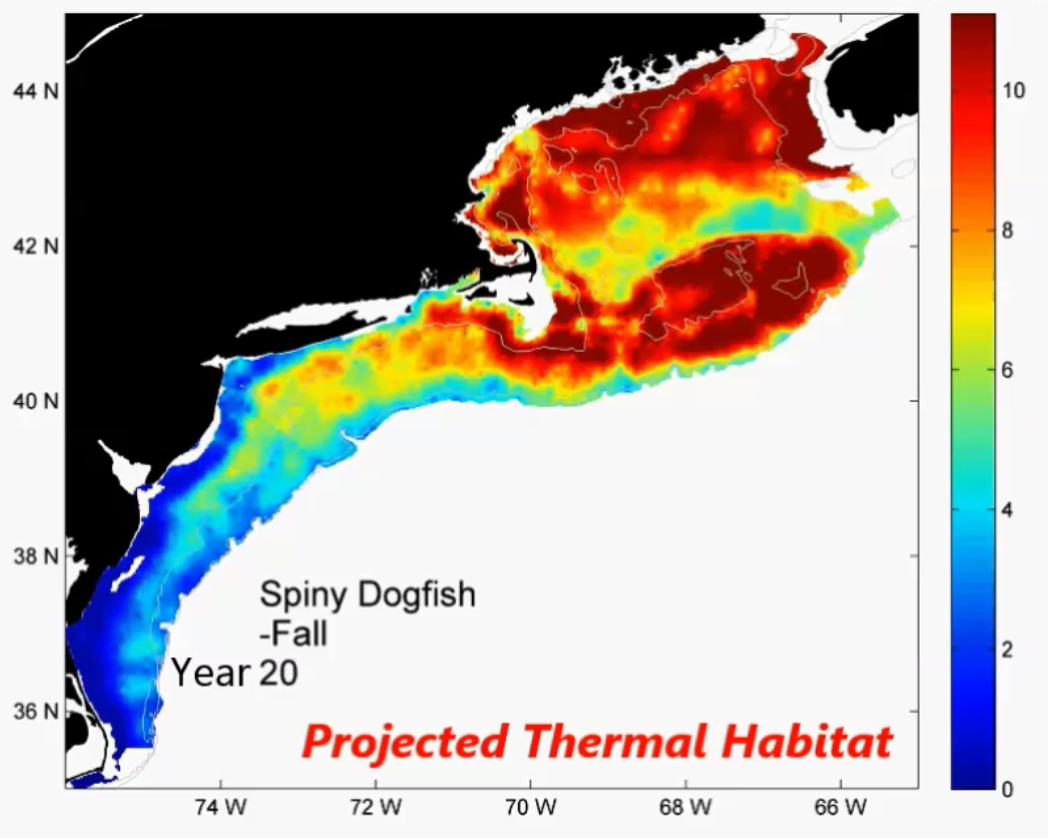 44 N
42 N
40 N
38 N
36 N
74 W
72 W
70 W
68 W
66 W
10
8
6
4
2
0
Spiny Dogfish
-Fall
Year 20
Projected Thermal Habitat